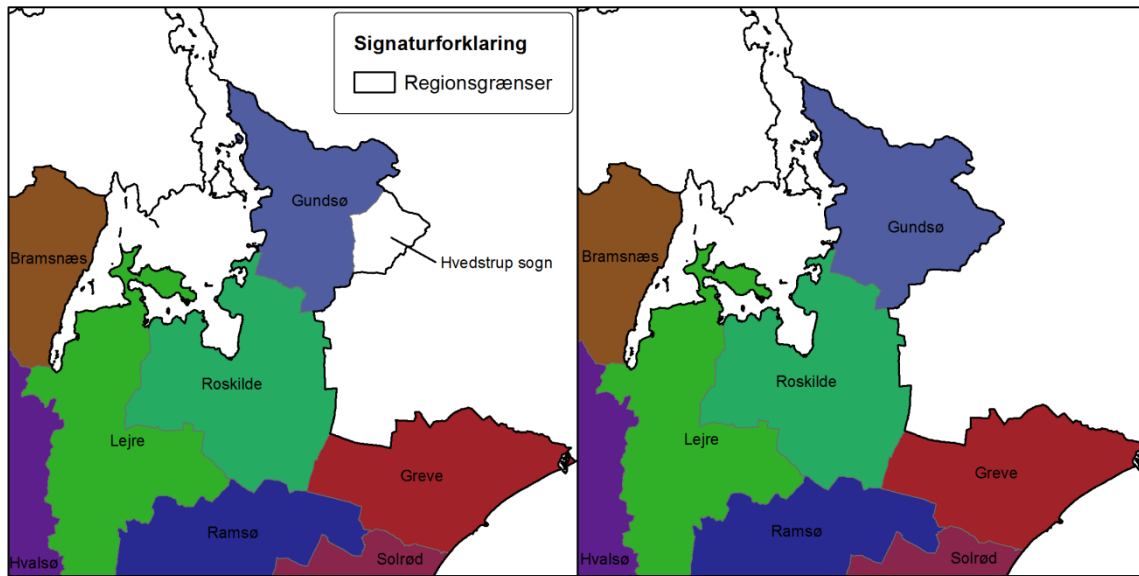 Signaturforklaring
Regionsgrænser
Gundsø
Bramsnæs
Hvedstrup sogn
Roskilde
Lejre
Greve
Ramsø
Hvalsø
Solrød
Gundsø
Bramsnæs
Roskilde
Lejre
Greve
Ramsø
Hvalsø
Solrød